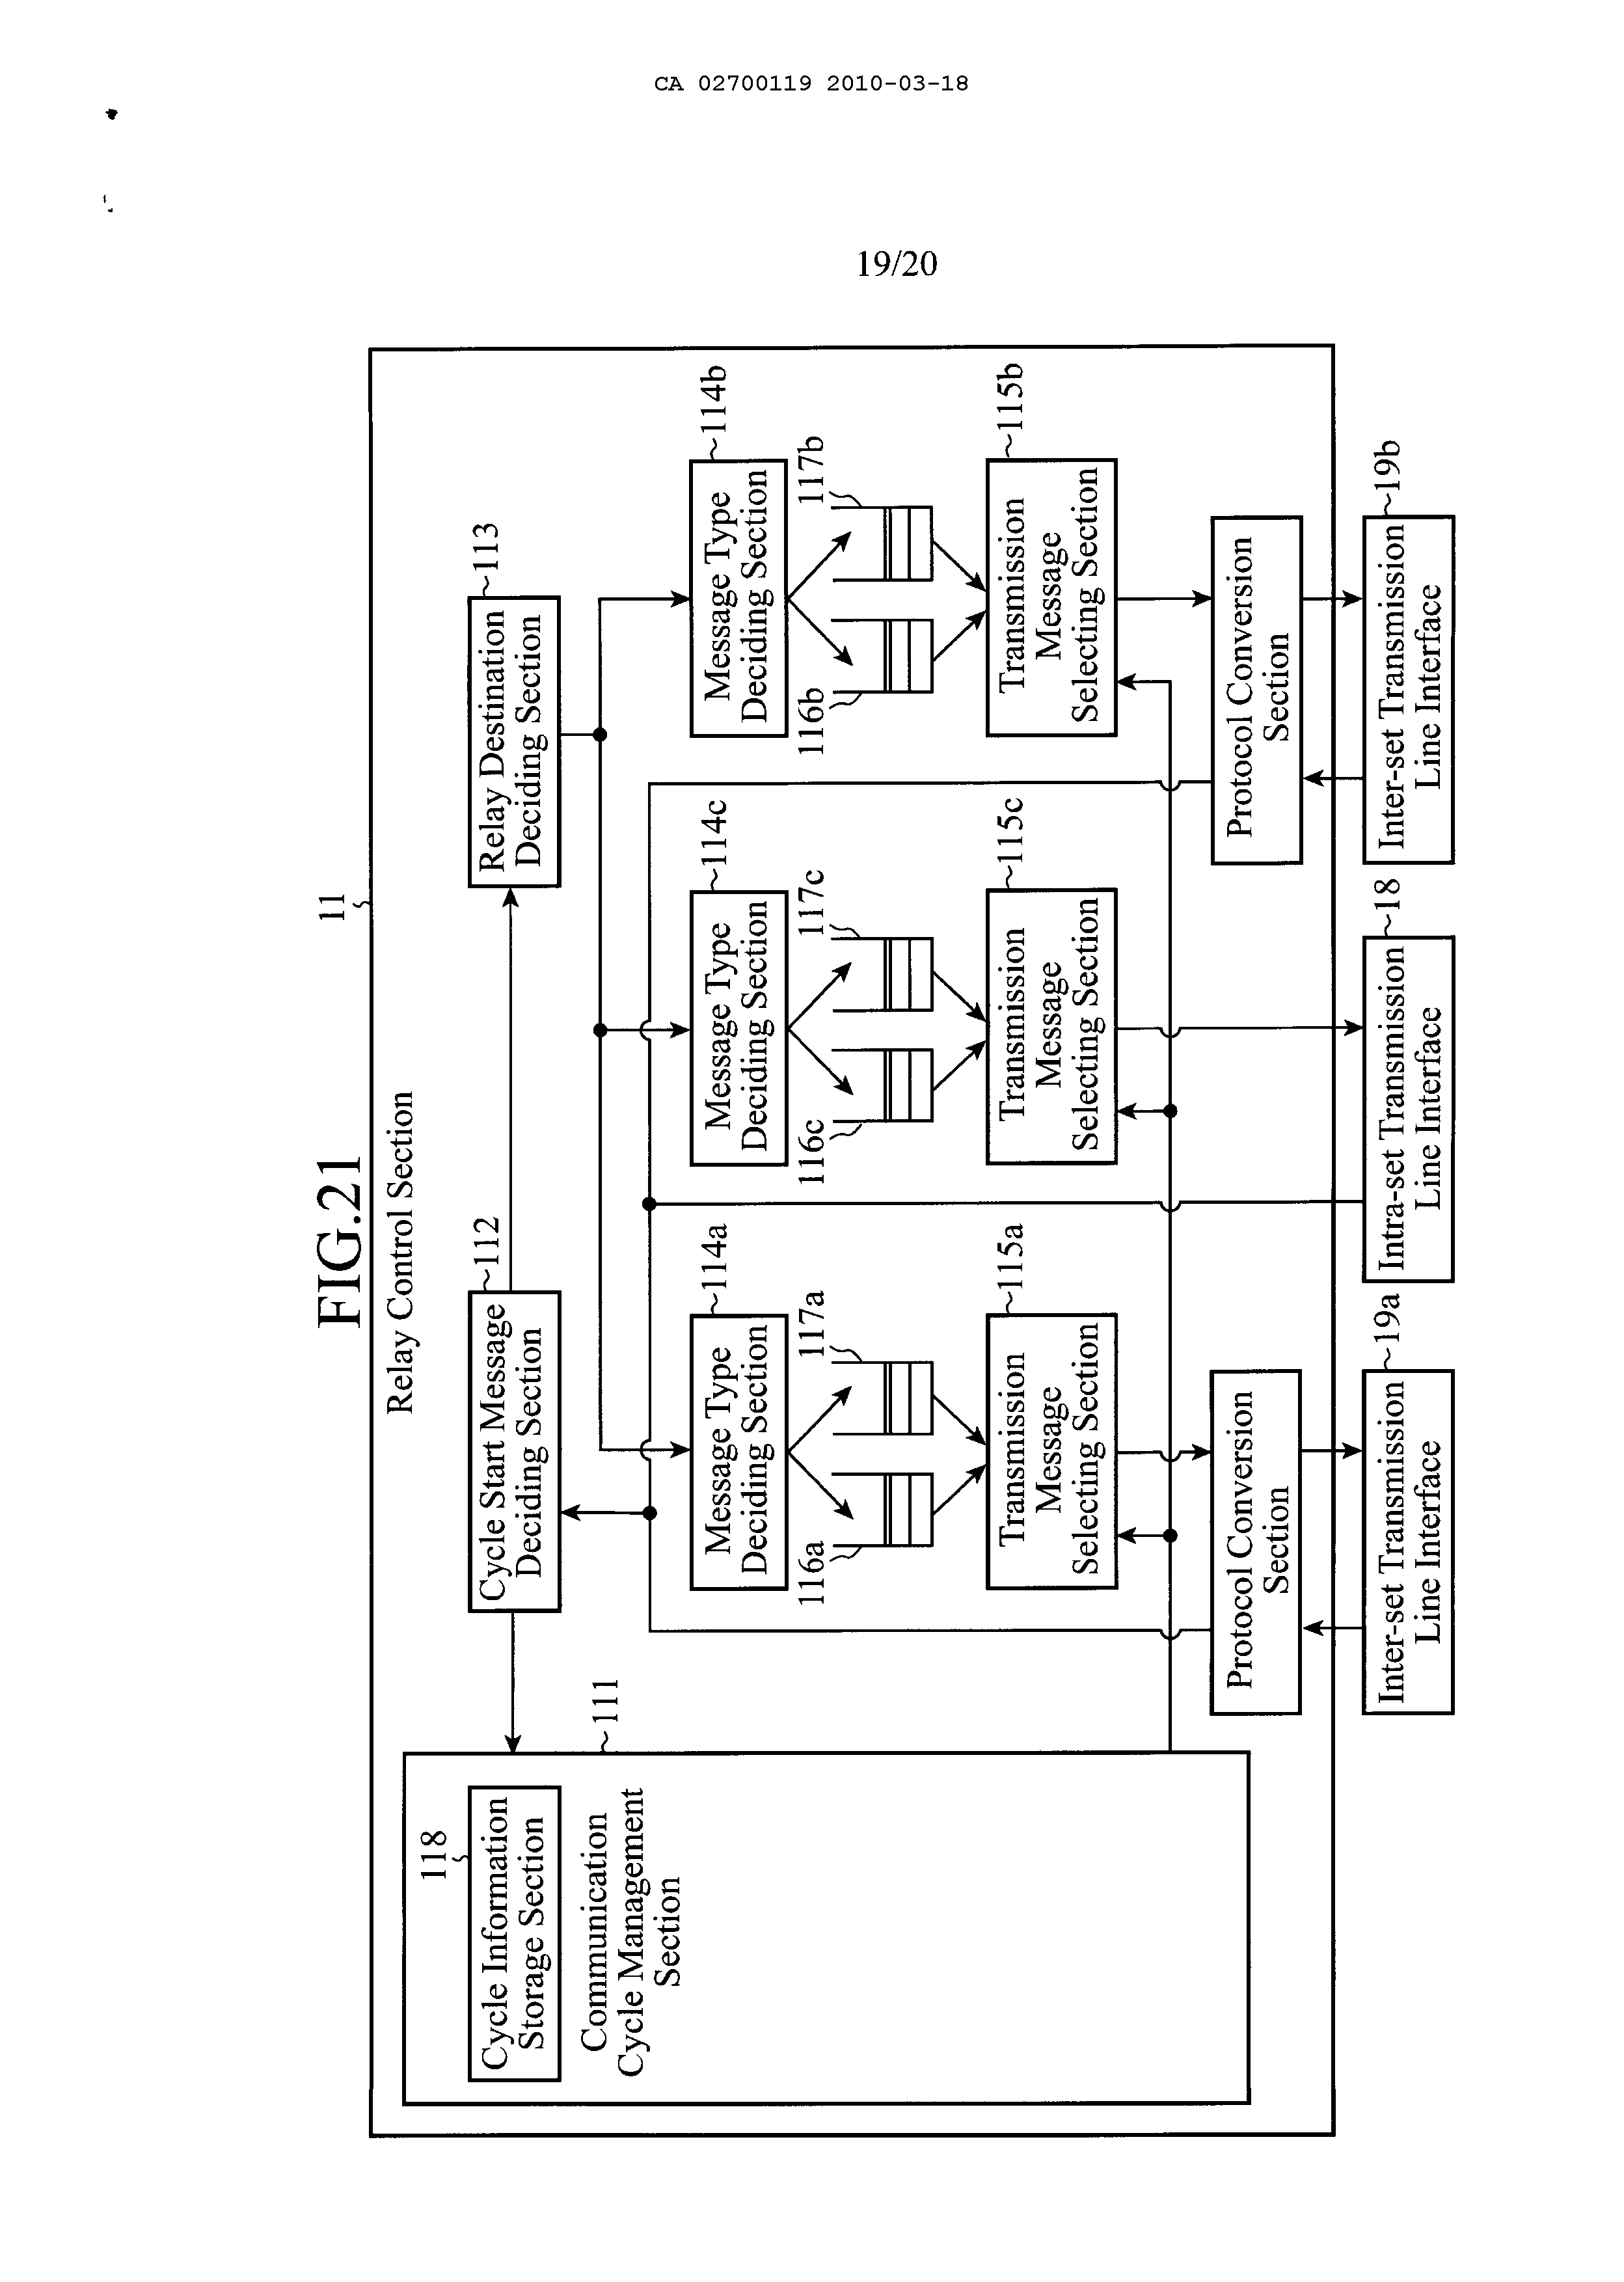 CA 02700119 2010-03-18
19/20
FIG.21
11
Relay Control Section
118
Cycle Information
Storage Section
Communication
Cycle Management
Section
111
Cycle Start Message
Deciding Section
112
Relay Destination
Deciding Section
113
Message Type
Deciding Section
114a
116a
117a
Transmission
Message
Selecting Section
115a
Message Type
Deciding Section
114c
116c
117c
Transmission
Message
Selecting Section
115c
Message Type
Deciding Section
114b
116b
117b
Transmission
Message
Selecting Section
115b
Protocol Conversion
Section
Protocol Conversion
Section
Inter-set Transmission
Line Interface
19a
Intra-set Transmission
Line Interface
18
Inter-set Transmission
Line Interface
19b